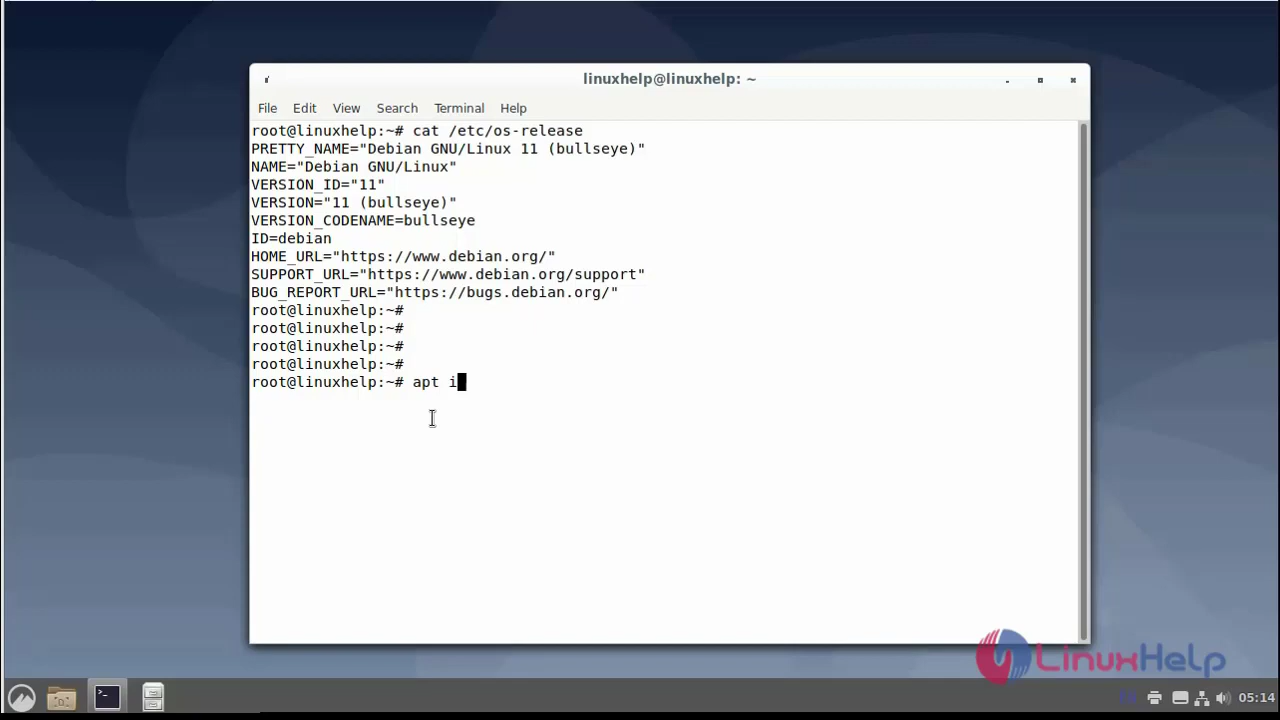 linuxhelp@linuxhelp: ~
File Edit View Search Terminal Help
root@linuxhelp:~# cat /etc/os-release
PRETTY_NAME="Debian GNU/Linux 11 (bullseye)"
NAME="Debian GNU/Linux"
VERSION_ID="11"
VERSION="11 (bullseye)"
VERSION_CODENAME=bullseye
ID=debian
HOME_URL="https://www.debian.org/"
SUPPORT_URL="https://www.debian.org/support"
BUG_REPORT_URL="https://bugs.debian.org/"
root@linuxhelp:~#
root@linuxhelp:~#
root@linuxhelp:~#
root@linuxhelp:~#
root@linuxhelp:~# apt i
LinuxHelp
05:14